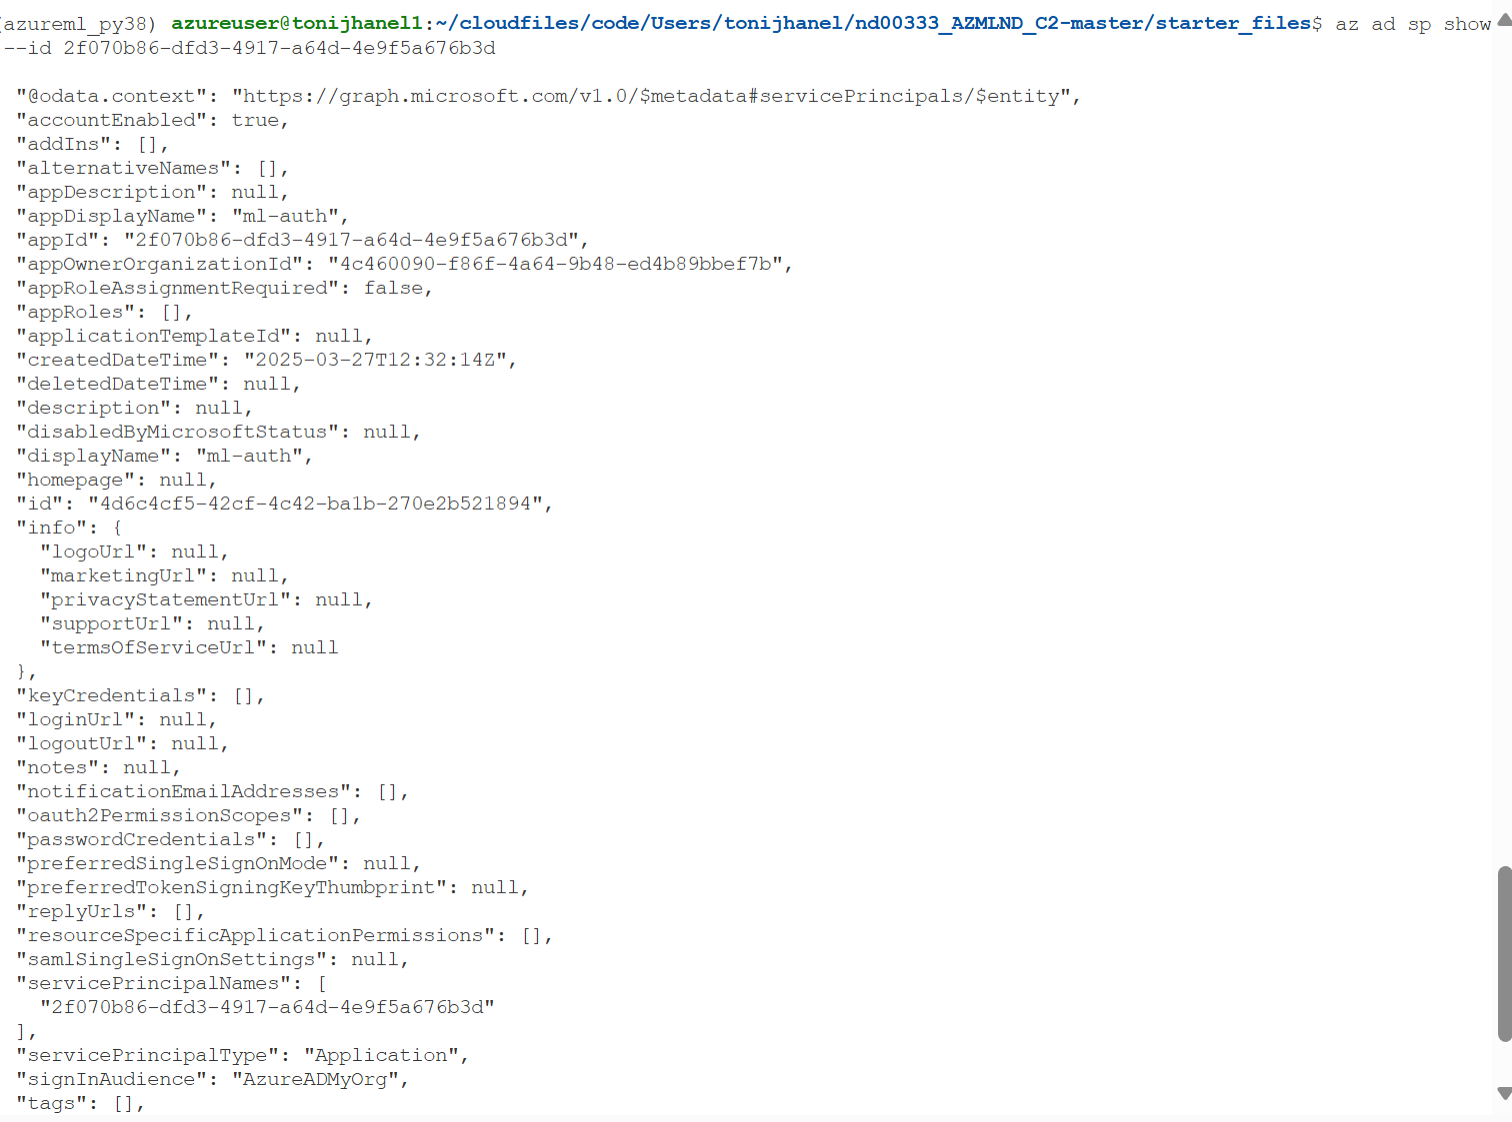 (azureml_py38) azureuser@tonijhanel1:~/cloudfiles/code/Users/tonijhanel/nd00333_AZMLND_C2-master/starter_files$ az ad sp show
--id 2f070b86-dfd3-4917-a64d-4e9f5a676b3d
"@odata.context": "https://graph.microsoft.com/v1.0/$metadata#servicePrincipals/$entity",
"accountEnabled": true,
"addIns": [],
"alternativeNames": [],
"appDescription": null,
"appDisplayName": "ml-auth",
"appId": "2f070b86-dfd3-4917-a64d-4e9f5a676b3d",
"appOwnerOrganizationId": "4c460090-f86f-4a64-9b48-ed4b89bbef7b",
"appRoleAssignmentRequired": false,
"appRoles": [],
"applicationTemplateId": null,
"createdDateTime": "2025-03-27T12:32:14Z",
"deletedDateTime": null,
"description": null,
"disabledByMicrosoftStatus": null,
"displayName": "ml-auth",
"homepage": null,
"id": "4d6c4cf5-42cf-4c42-ba1b-270e2b521894",
"info": {
"logoUrl": null,
"marketingUrl": null,
"privacyStatementUrl": null,
"supportUrl": null,
"termsOfServiceUrl": null
},
"keyCredentials": [],
"loginUrl": null,
"logoutUrl": null,
"notes": null,
"notificationEmailAddresses": [],
"oauth2PermissionScopes": [],
"passwordCredentials": [],
"preferredSingleSignOnMode": null,
"preferredTokenSigningKeyThumbprint": null,
"replyUrls": [],
"resourceSpecificApplicationPermissions": [],
"samlSingleSignOnSettings": null,
"servicePrincipalNames": [
"2f070b86-dfd3-4917-a64d-4e9f5a676b3d"
],
"servicePrincipalType": "Application",
"signInAudience": "AzureADMyOrg",
"tags": [],